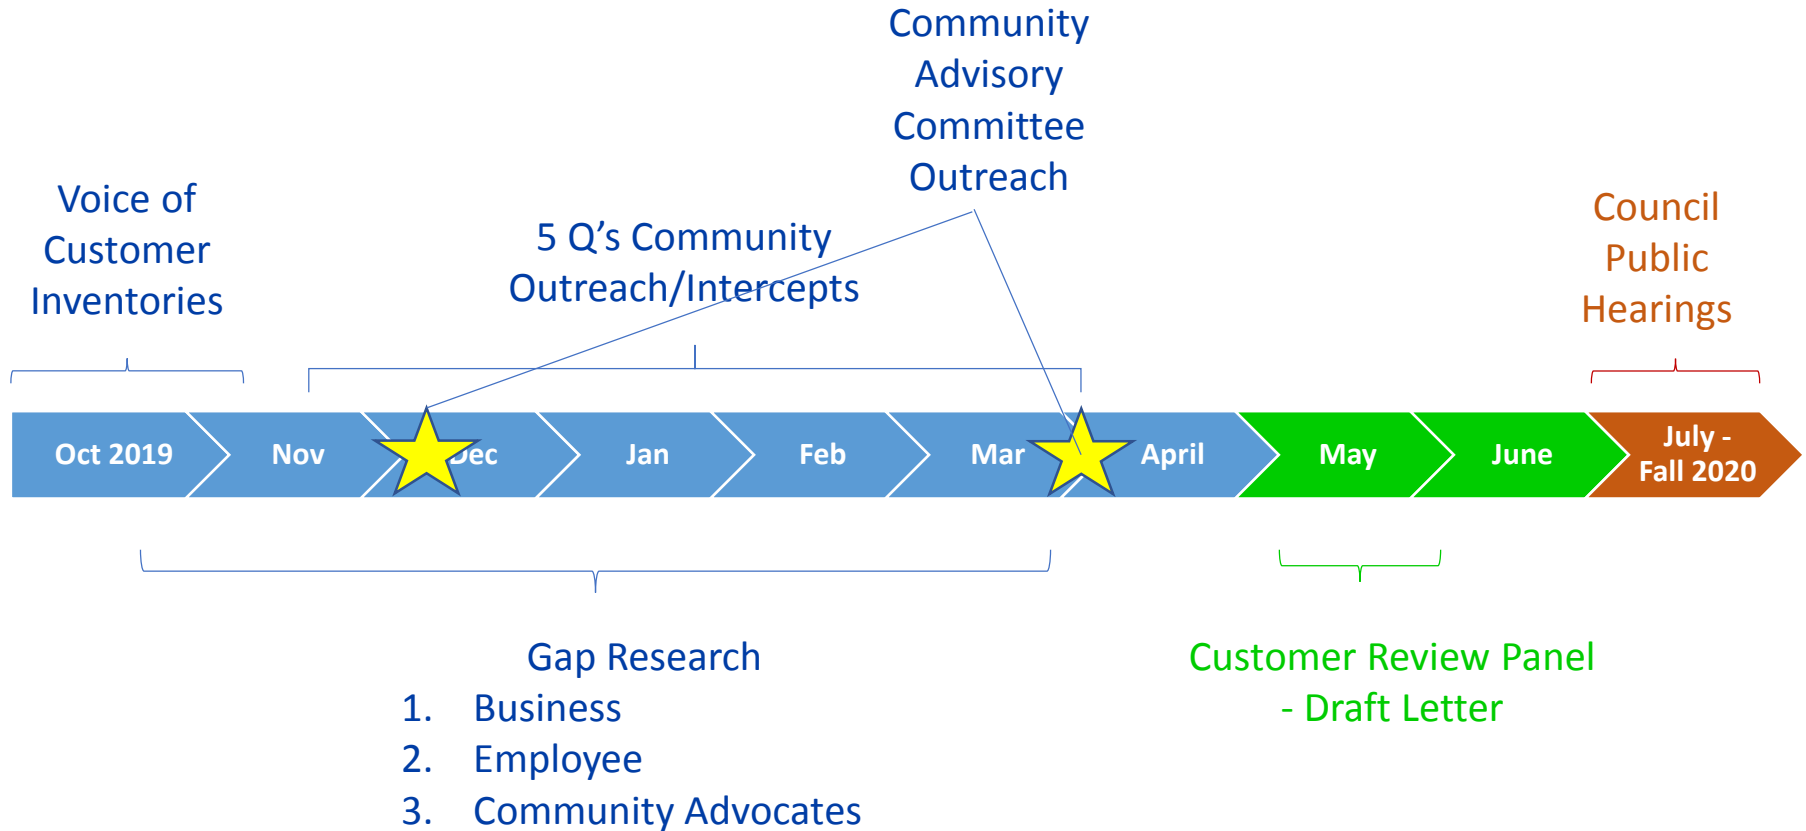 Community
Advisory
Committee
Outreach
Voice of
Customer
Inventories
5 Q’s Community
Outreach/Intercepts
Council
Public
Hearings
Oct 2019
Nov
Dec
Jan
Feb
Mar
April
May
June
July -
Fall 2020
Gap Research
1. Business
2. Employee
3. Community Advocates
Customer Review Panel
- Draft Letter